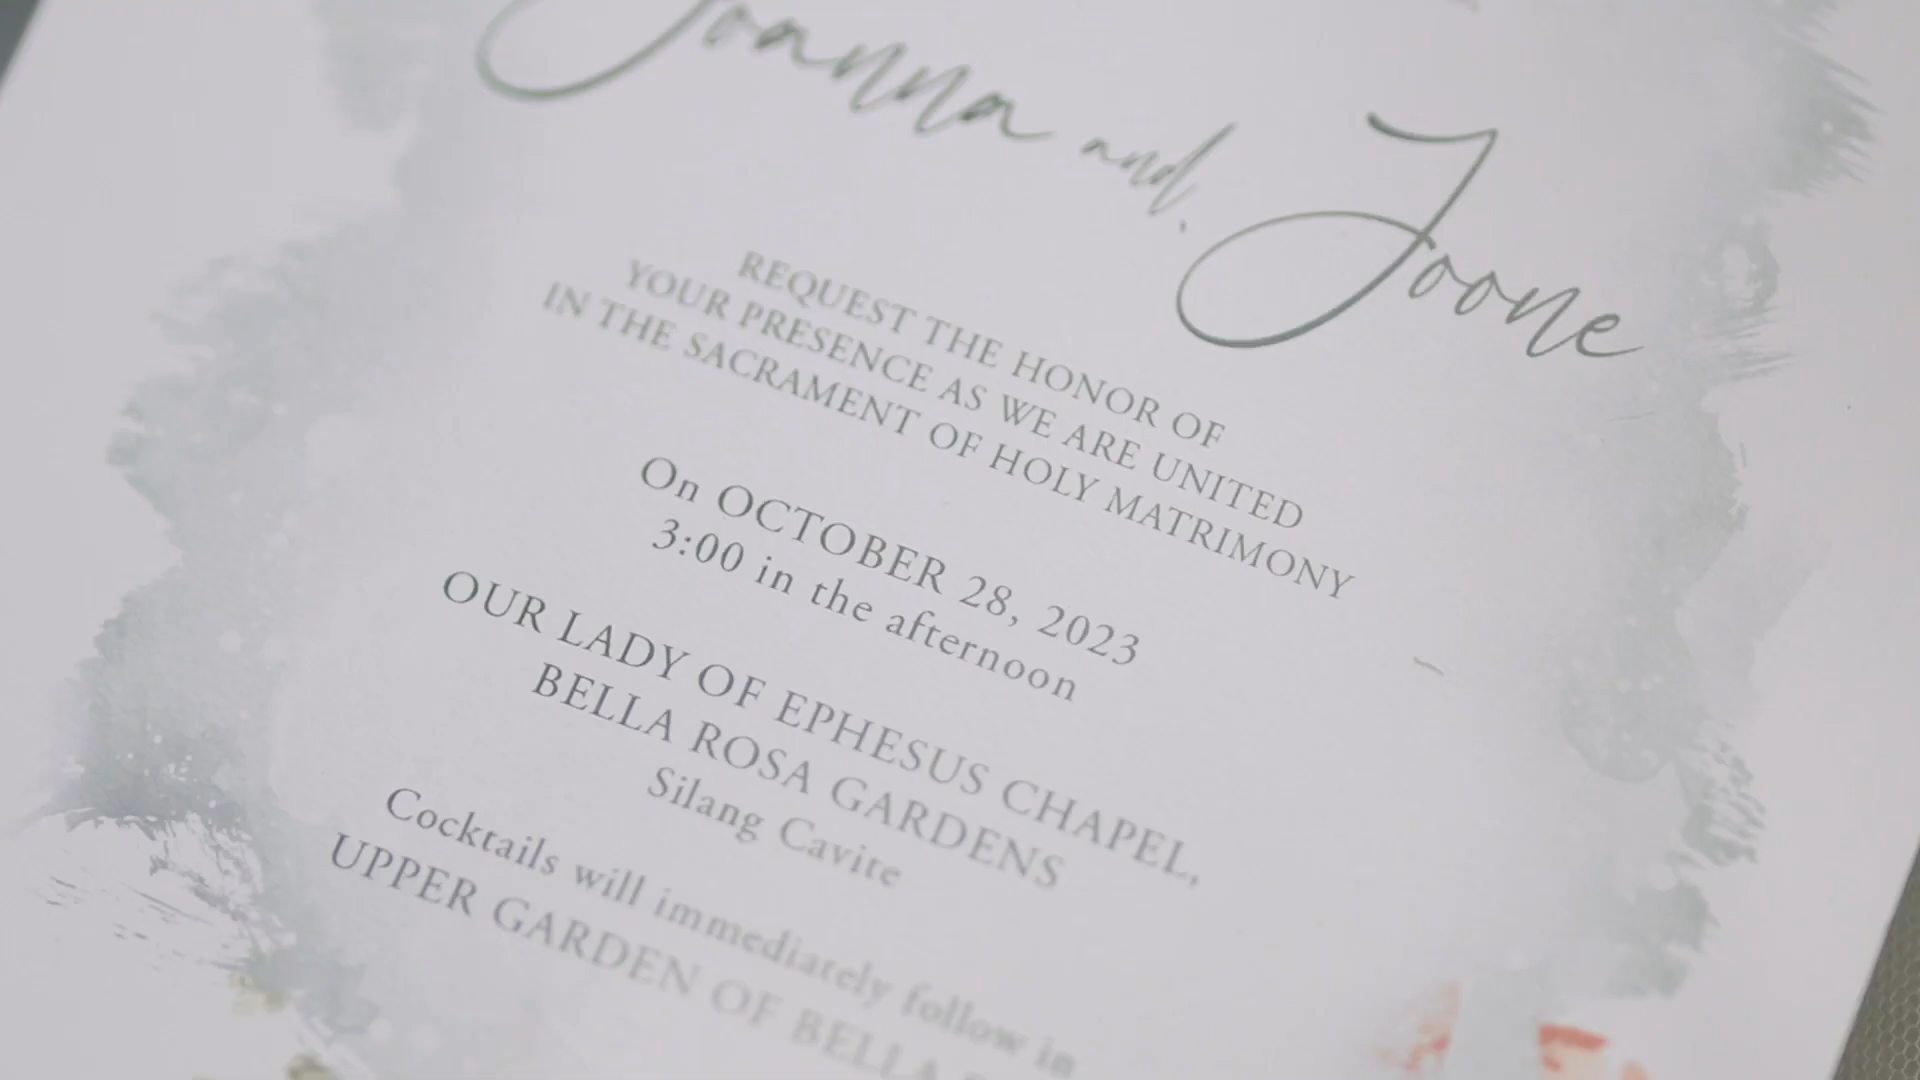 Joanna and
Joone
REQUEST THE HONOR OF
YOUR PRESENCE AS WE ARE UNITED
IN THE SACRAMENT OF HOLY MATRIMONY
On OCTOBER 28, 2023
3:00 in the afternoon
OUR LADY OF EPHESUS CHAPEL,
BELLA ROSA GARDENS
Silang Cavite
Cocktails will immediately follow in
UPPER GARDEN OF BELLA